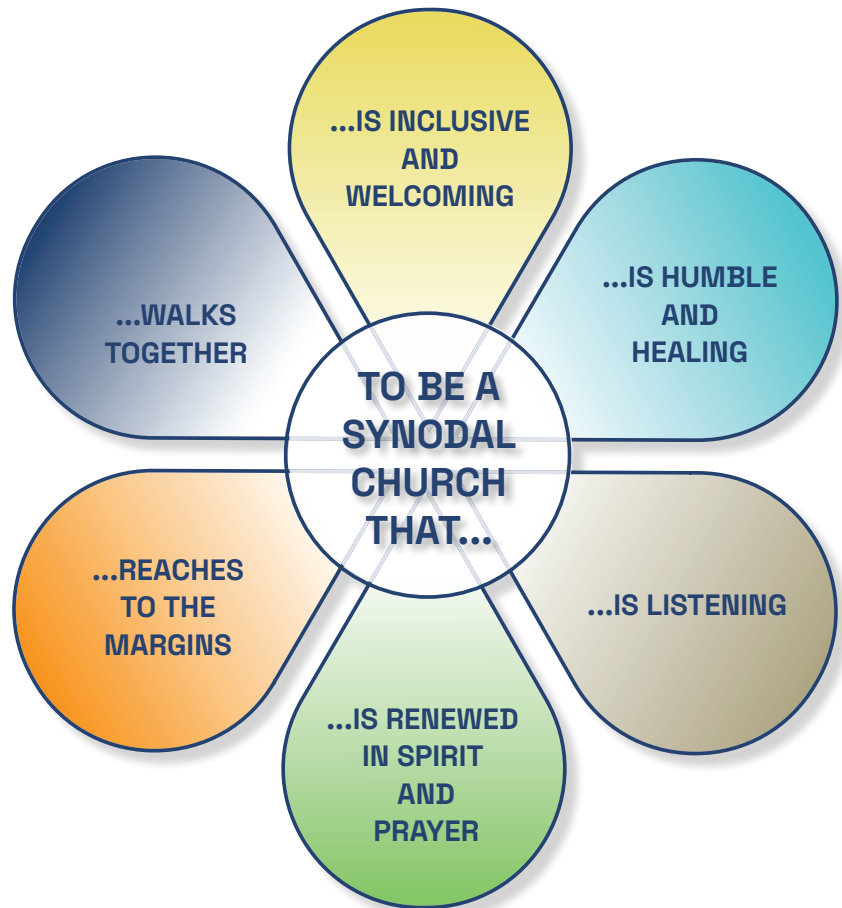 TO BE A
SYNODAL
CHURCH
THAT...
...IS INCLUSIVE
AND
WELCOMING
...IS HUMBLE
AND
HEALING
...IS LISTENING
...IS RENEWED
IN SPIRIT
AND
PRAYER
...REACHES
TO THE
MARGINS
...WALKS
TOGETHER